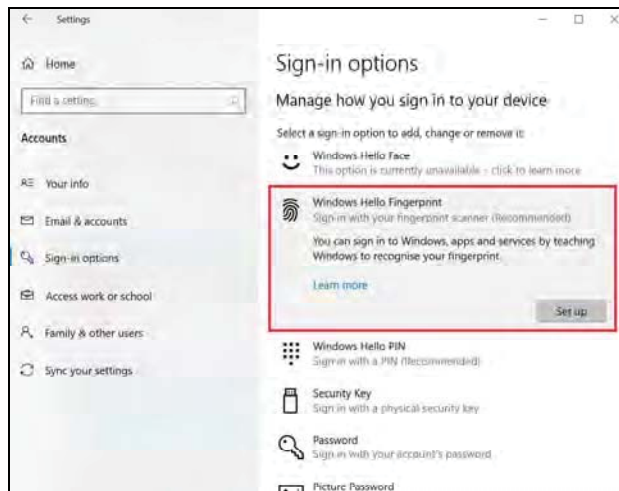 Settings
Home
Find a setting
Accounts
Your info
Email & accounts
Sign-in options
Access work or school
Family & other users
Sync your settings
Sign-in options
Manage how you sign in to your device
Select a sign-in option to add, change or remove it:
Windows Hello Face
This option is currently unavailable – click to learn more
Windows Hello Fingerprint
Sign in with your fingerprint scanner (Recommended)
You can sign in to Windows, apps and services by teaching
Windows to recognise your fingerprint.
Learn more
Set up
Windows Hello PIN
Sign in with a PIN (Recommended)
Security Key
Sign in with a physical security key
Password
Sign in with your account's password
Picture Password